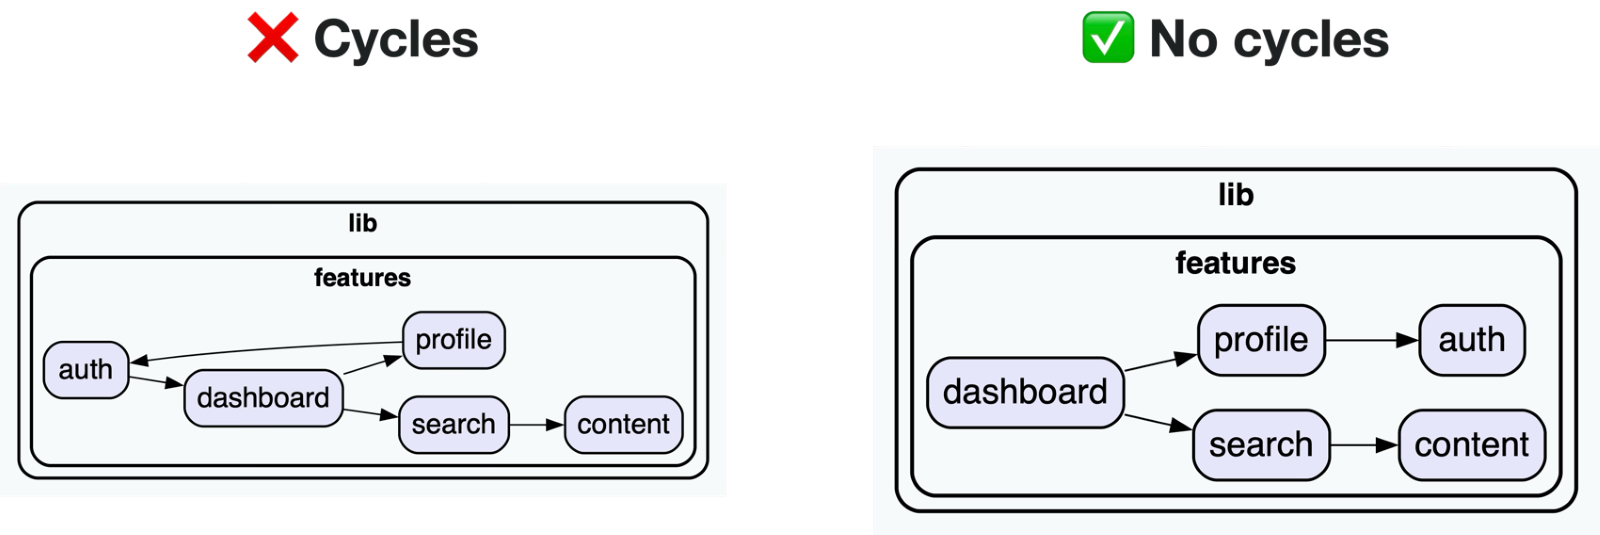 ❌ Cycles
lib
features
profile
auth
dashboard
search
content
✅ No cycles
lib
features
profile
auth
dashboard
search
content